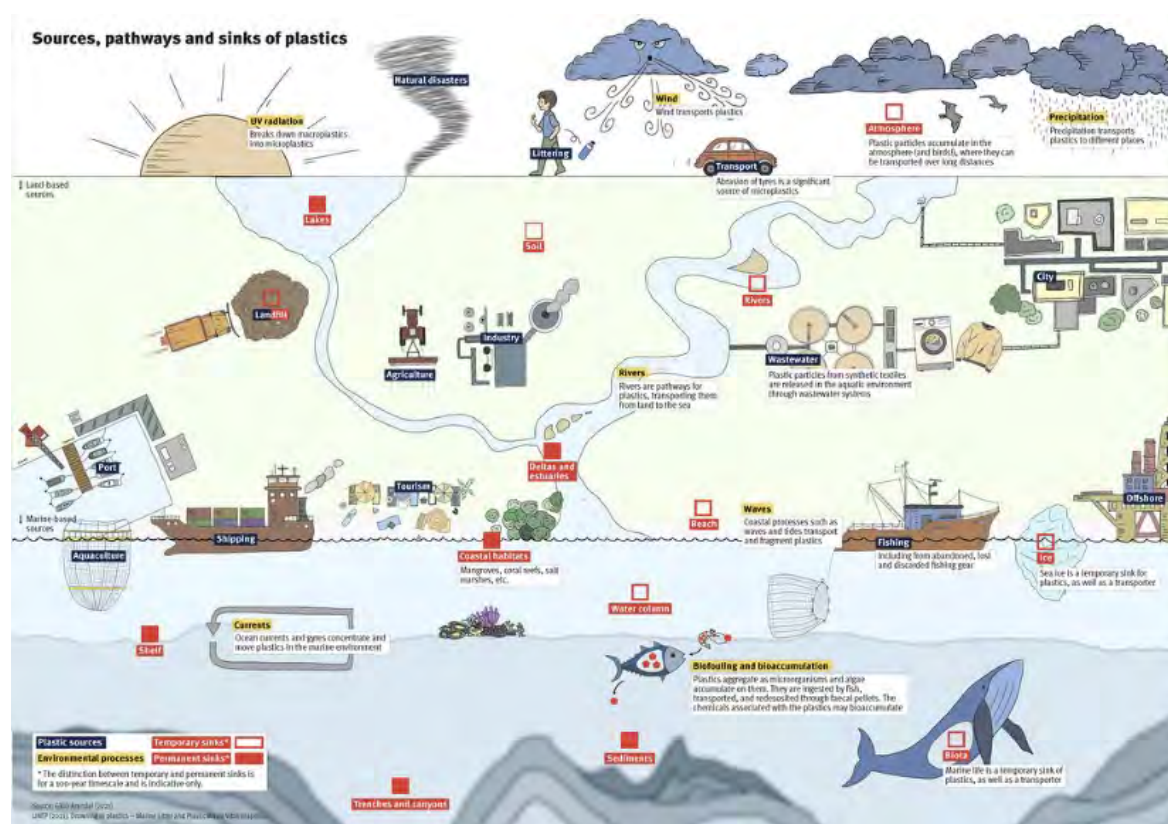 Sources, pathways and sinks of plastics
Natural disasters
UV radiation
Breaks down macroplastics
into microplastics
Littering
Wind
Wind transports plastics
Transport
Abrasion of tyres is a significant
source of microplastics
Atmosphere
Plastic particles accumulate in the
atmosphere (and birds!), where they can
be transported over long distances
Precipitation
Precipitation transports
plastics to different places
Land-based
sources
Lakes
Soil
Rivers
City
Landfills
Agriculture
Industry
Wastewater
Plastic particles from synthetic textiles
are released in the aquatic environment
through wastewater systems
Rivers
Rivers are pathways for
plastics, transporting them
from land to the sea
Deltas and
estuaries
Port
Tourism
Offshore
Marine-based
sources
Shipping
Aquaculture
Coastal habitats
Mangroves, coral reefs, salt
marshes, etc.
Beach
Waves
Coastal processes such as
waves and tides transport
and fragment plastics
Fishing
Including from abandoned, lost
and discarded fishing gear
Ice
Sea ice is a temporary sink for
plastics, as well as a transporter
Water column
Shelf
Currents
Ocean currents and gyres concentrate and
move plastics in the marine environment
Biofouling and bioaccumulation
Plastics aggregate as microorganisms and algae
accumulate on them. They are ingested by fish,
transported, and redeposited through faecal pellets. The
chemicals associated with the plastics may bioaccumulate
Sediments
Biota
Marine life is a temporary sink of
plastics, as well as a transporter
Trenches and canyons
Plastic sources
Temporary sinks*
Environmental processes
Permanent sinks*
* The distinction between temporary and permanent sinks is
for a 100-year timescale and is indicative only.
Source: GRID-Arendal